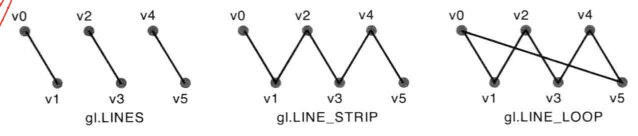 v0 v2 v4 v0 v2 v4 v0 v2 v4
v1 v3 v5 v1 v3 v5 v1 v3 v5
gl.LINES gl.LINE_STRIP gl.LINE_LOOP